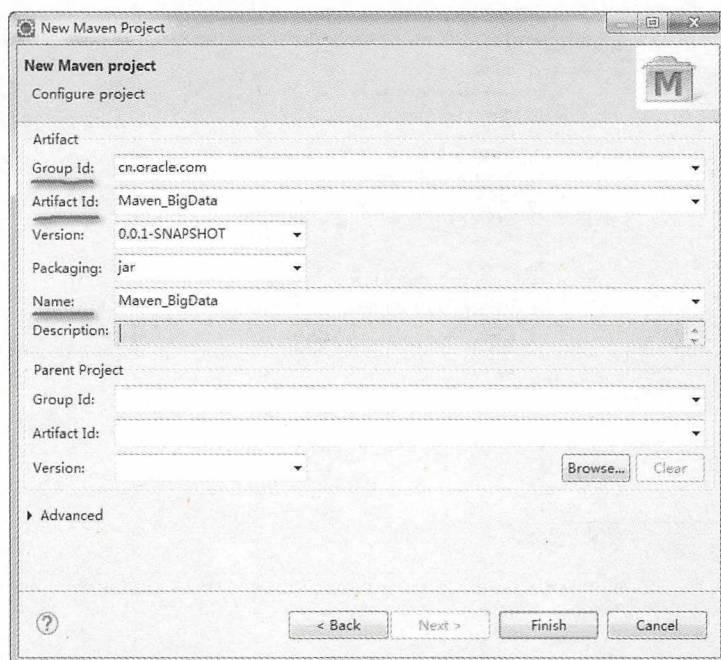 New Maven Project
New Maven project
Configure project
M
Artifact
Group Id: cn.oracle.com
Artifact Id: Maven_BigData
Version: 0.0.1-SNAPSHOT
Packaging: jar
Name: Maven_BigData
Description:
Parent Project
Group Id:
Artifact Id:
Version:
Browse... Clear
Advanced
? < Back Next > Finish Cancel